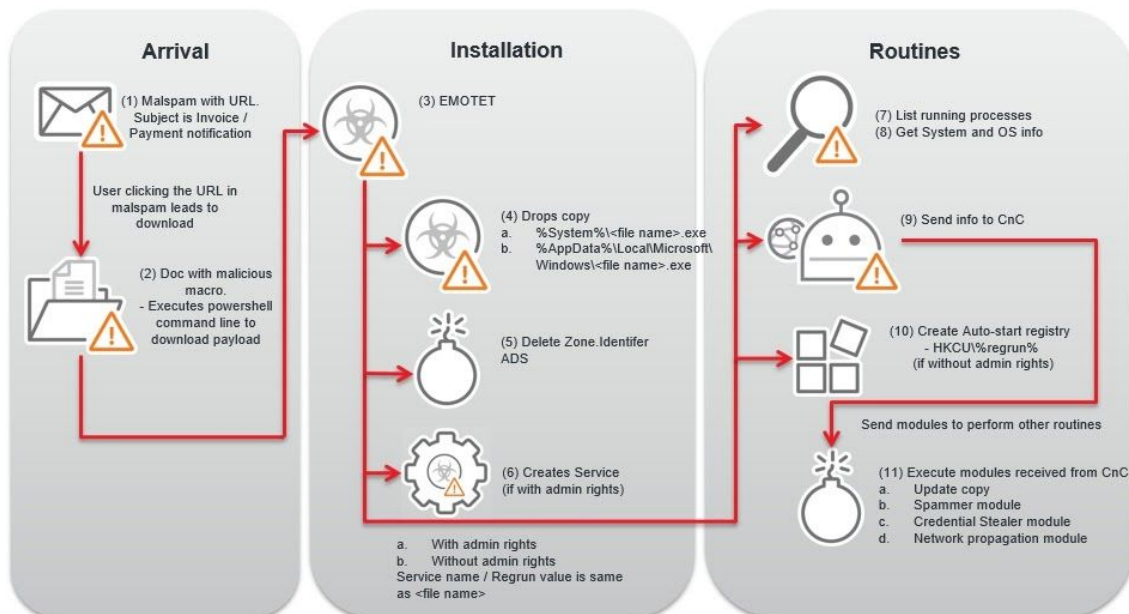 Arrival
(1) Malspam with URL.
Subject is Invoice /
Payment notification
User clicking the URL in
malspam leads to
download
(2) Doc with malicious
macro.
- Executes powershell
command line to
download payload
Installation
(3) EMOTET
(4) Drops copy
a. %System%\<file name>.exe
b. %AppData%\Local\Microsoft\
Windows\<file name>.exe
(5) Delete Zone.Identifer
ADS
(6) Creates Service
(if with admin rights)
a. With admin rights
b. Without admin rights
Service name / Regrun value is same
as <file name>
Routines
(7) List running processes
(8) Get System and OS info
(9) Send info to CnC
(10) Create Auto-start registry
- HKCU\%regrun%
(if without admin rights)
Send modules to perform other routines
(11) Execute modules received from CnC
a. Update copy
b. Spammer module
c. Credential Stealer module
d. Network propagation module